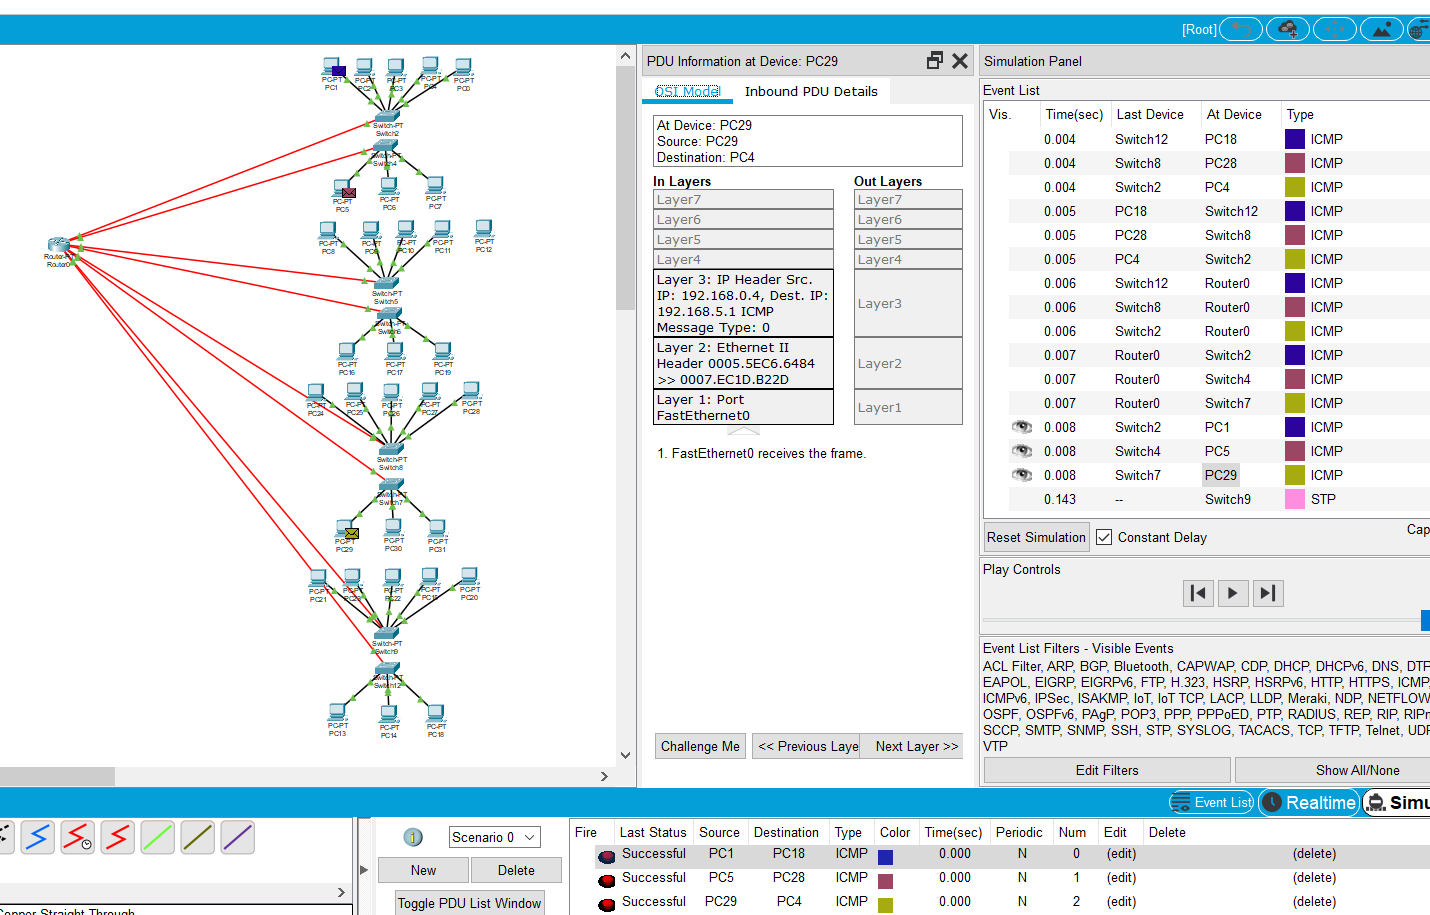 [Root]
PC-PT
PC1
PC2
PC3
PC4
PC0
Switch-PT
Switch2
Switch-PT
Switch4
PC-PT
PC5
PC-PT
PC6
PC-PT
PC7
PC-PT
PC8
PC-PT
PC-PT
PC10
PC-PT
PC11
PC-PT
PC12
Router-PT
Router0
Switch-PT
Switch5
Switch-PT
Switch6
PC-PT
PC16
PC-PT
PC17
PC-PT
PC19
PC-PT
PC24
PC25
PC26
PC27
PC-PT
PC28
Switch-PT
Switch8
Switch-PT
Switch7
PC-PT
PC29
PC-PT
PC30
PC-PT
PC31
PC-PT
PC21
PC22
PC-PT
PC20
Switch-PT
Switch9
Switch-PT
Switch12
PC-PT
PC13
PC-PT
PC14
PC-PT
PC18
PDU Information at Device: PC29
OSI Model Inbound PDU Details
At Device: PC29
Source: PC29
Destination: PC4
In Layers Out Layers
Layer7 Layer7
Layer6 Layer6
Layer5 Layer5
Layer4 Layer4
Layer 3: IP Header Src.
IP: 192.168.0.4, Dest. IP:
192.168.5.1 ICMP
Message Type: 0
Layer3
Layer 2: Ethernet II
Header 0005.5EC6.6484
>> 0007.EC1D.B22D
Layer2
Layer 1: Port
FastEthernet0
Layer1
1. FastEthernet0 receives the frame.
Challenge Me << Previous Laye Next Layer >>
Simulation Panel
Event List
Vis. Time(sec) Last Device At Device Type
0.004 Switch12 PC18 ICMP
0.004 Switch8 PC28 ICMP
0.004 Switch2 PC4 ICMP
0.005 PC18 Switch12 ICMP
0.005 PC28 Switch8 ICMP
0.005 PC4 Switch2 ICMP
0.006 Switch12 Router0 ICMP
0.006 Switch8 Router0 ICMP
0.006 Switch2 Router0 ICMP
0.007 Router0 Switch2 ICMP
0.007 Router0 Switch4 ICMP
0.007 Router0 Switch7 ICMP
0.008 Switch2 PC1 ICMP
0.008 Switch4 PC5 ICMP
0.008 Switch7 PC29 ICMP
0.143 -- Switch9 STP
Reset Simulation Constant Delay Cap
Play Controls
Event List Filters - Visible Events
ACL Filter, ARP, BGP, Bluetooth, CAPWAP, CDP, DHCP, DHCPv6, DNS, DTP
EAPOL, EIGRP, EIGRPv6, FTP, H.323, HSRP, HSRPv6, HTTP, HTTPS, ICMP,
ICMPv6, IPSec, ISAKMP, IoT, IoT TCP, LACP, LLDP, Meraki, NDP, NETFLOW
OSPF, OSPFv6, PAgP, POP3, PPP, PPPoED, PTP, RADIUS, REP, RIP, RIPn
SCCP, SMTP, SNMP, SSH, STP, SYSLOG, TACACS, TCP, TFTP, Telnet, UDP
VTP
Edit Filters Show All/None
Event List Realtime Simu
1 Scenario 0
New Delete
Toggle PDU List Window
Fire Last Status Source Destination Type Color Time(sec) Periodic Num Edit Delete
Successful PC1 PC18 ICMP 0.000 N 0 (edit) (delete)
Successful PC5 PC28 ICMP 0.000 N 1 (edit) (delete)
Successful PC29 PC4 ICMP 0.000 N 2 (edit) (delete)
Copper Straight-Through